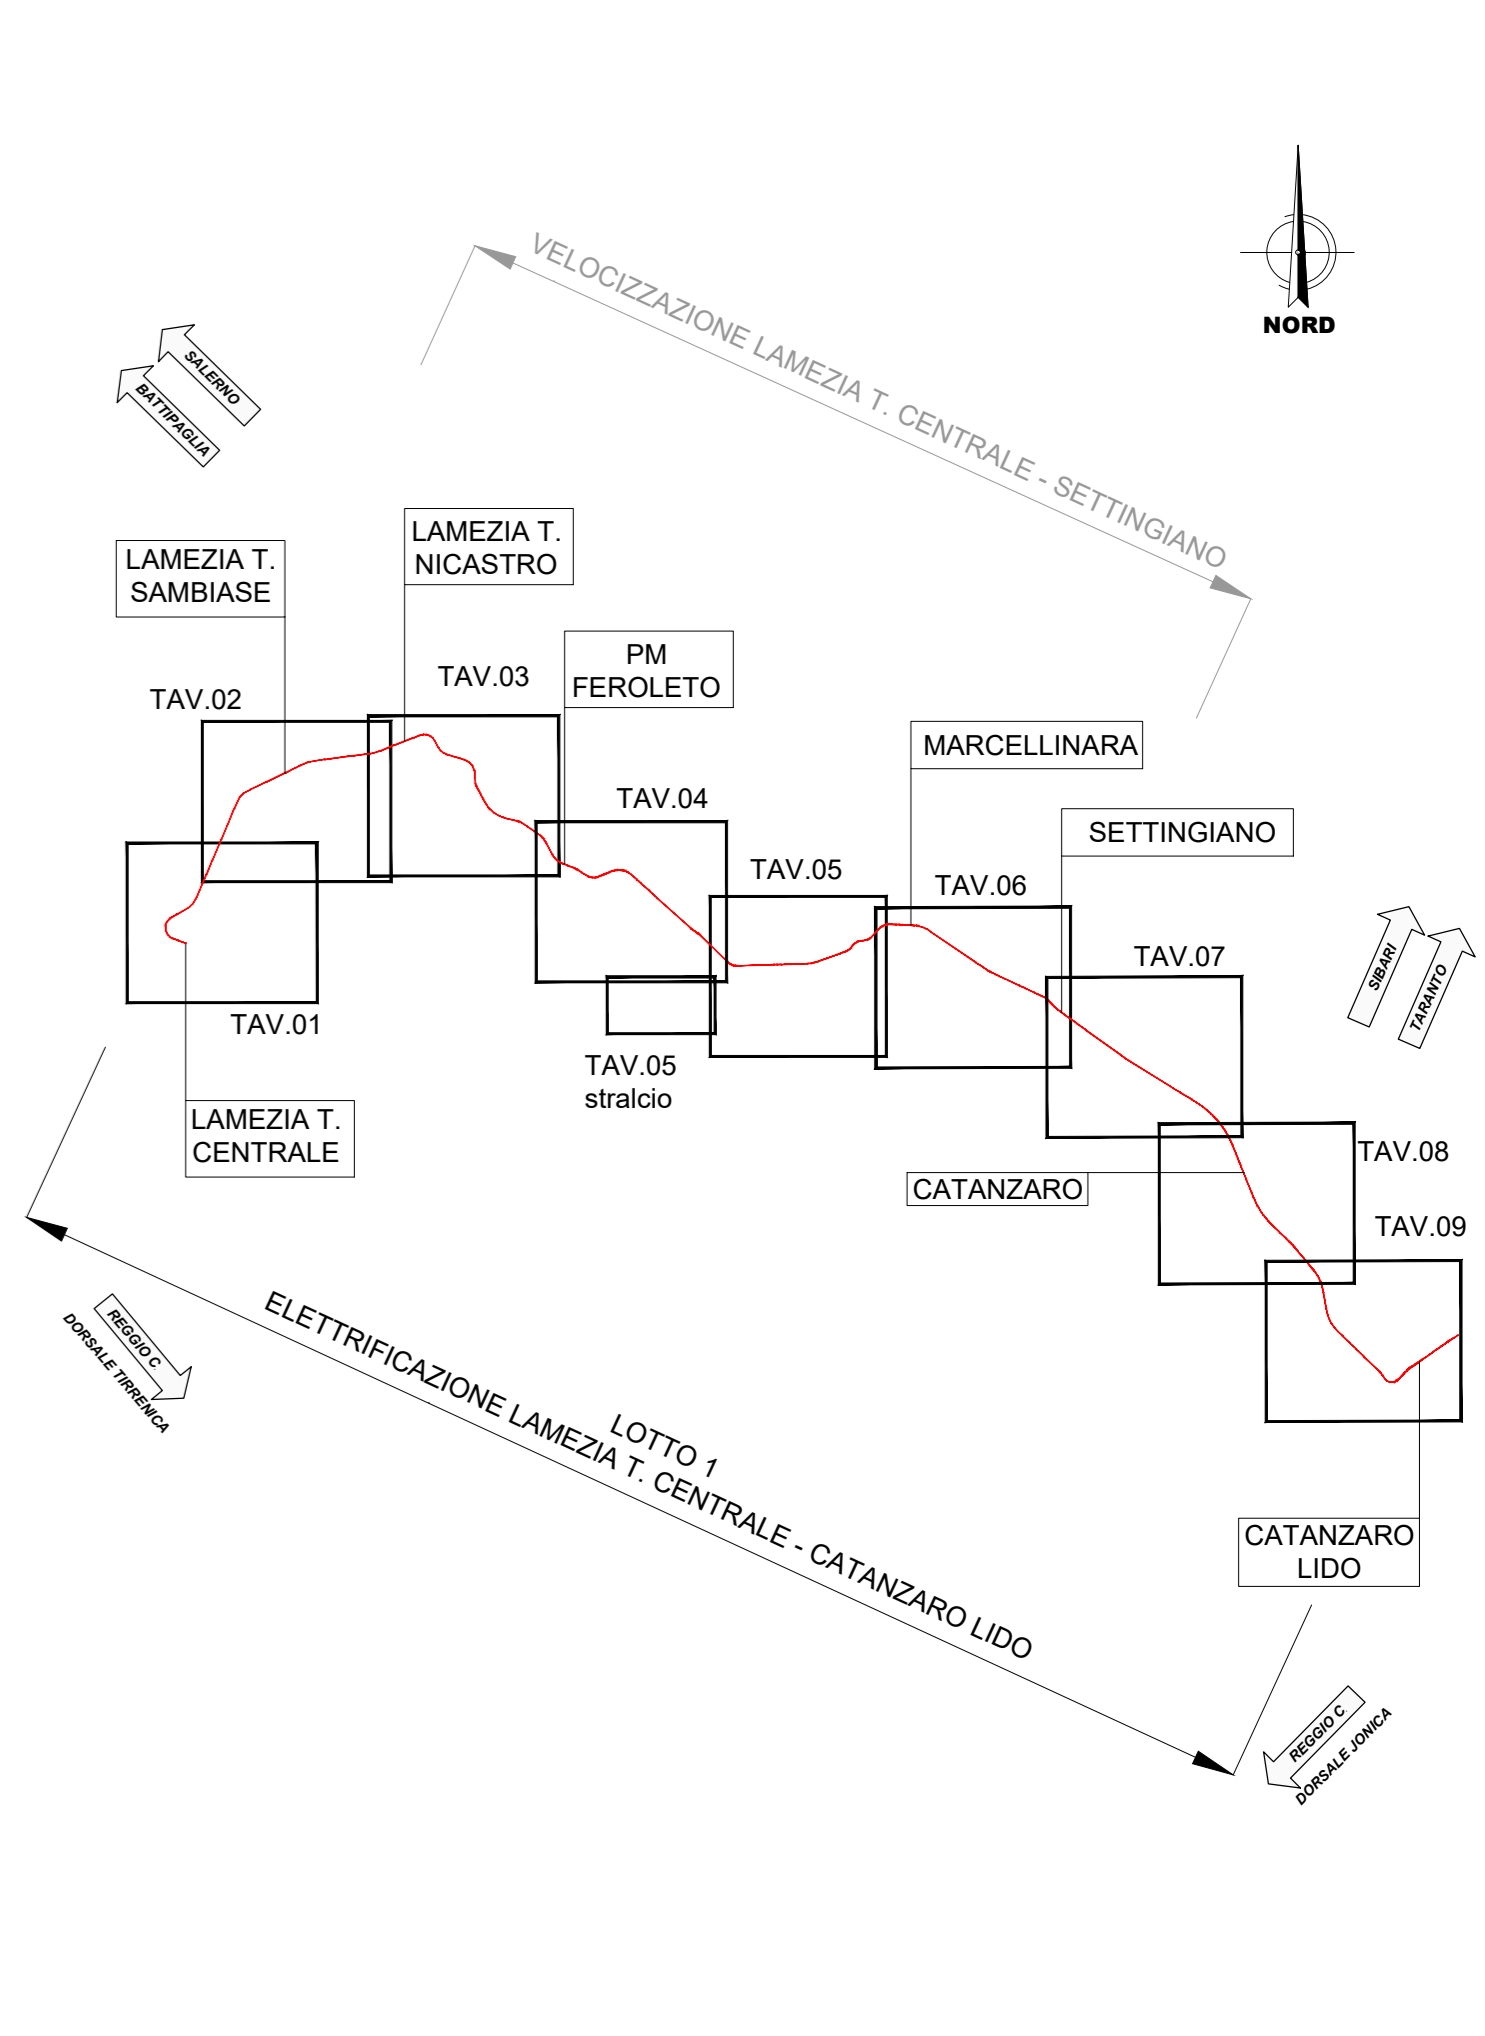 NORD
VELOCIZZAZIONE LAMEZIA T. CENTRALE - SETTINGIANO
SALERNO
BATTIPAGLIA
LAMEZIA T.
NICASTRO
LAMEZIA T.
SAMBIASE
PM
FEROLETO
TAV.03
TAV.02
MARCELLINARA
TAV.04
SETTINGIANO
TAV.05
TAV.06
TAV.07
SIBARI
TARANTO
TAV.01
TAV.05
stralcio
LAMEZIA T.
CENTRALE
TAV.08
CATANZARO
TAV.09
REGGIO C.
DORSALE TIRRENICA
LOTTO 1
ELETTRIFICAZIONE LAMEZIA T. CENTRALE - CATANZARO LIDO
CATANZARO
LIDO
REGGIO C.
DORSALE JONICA